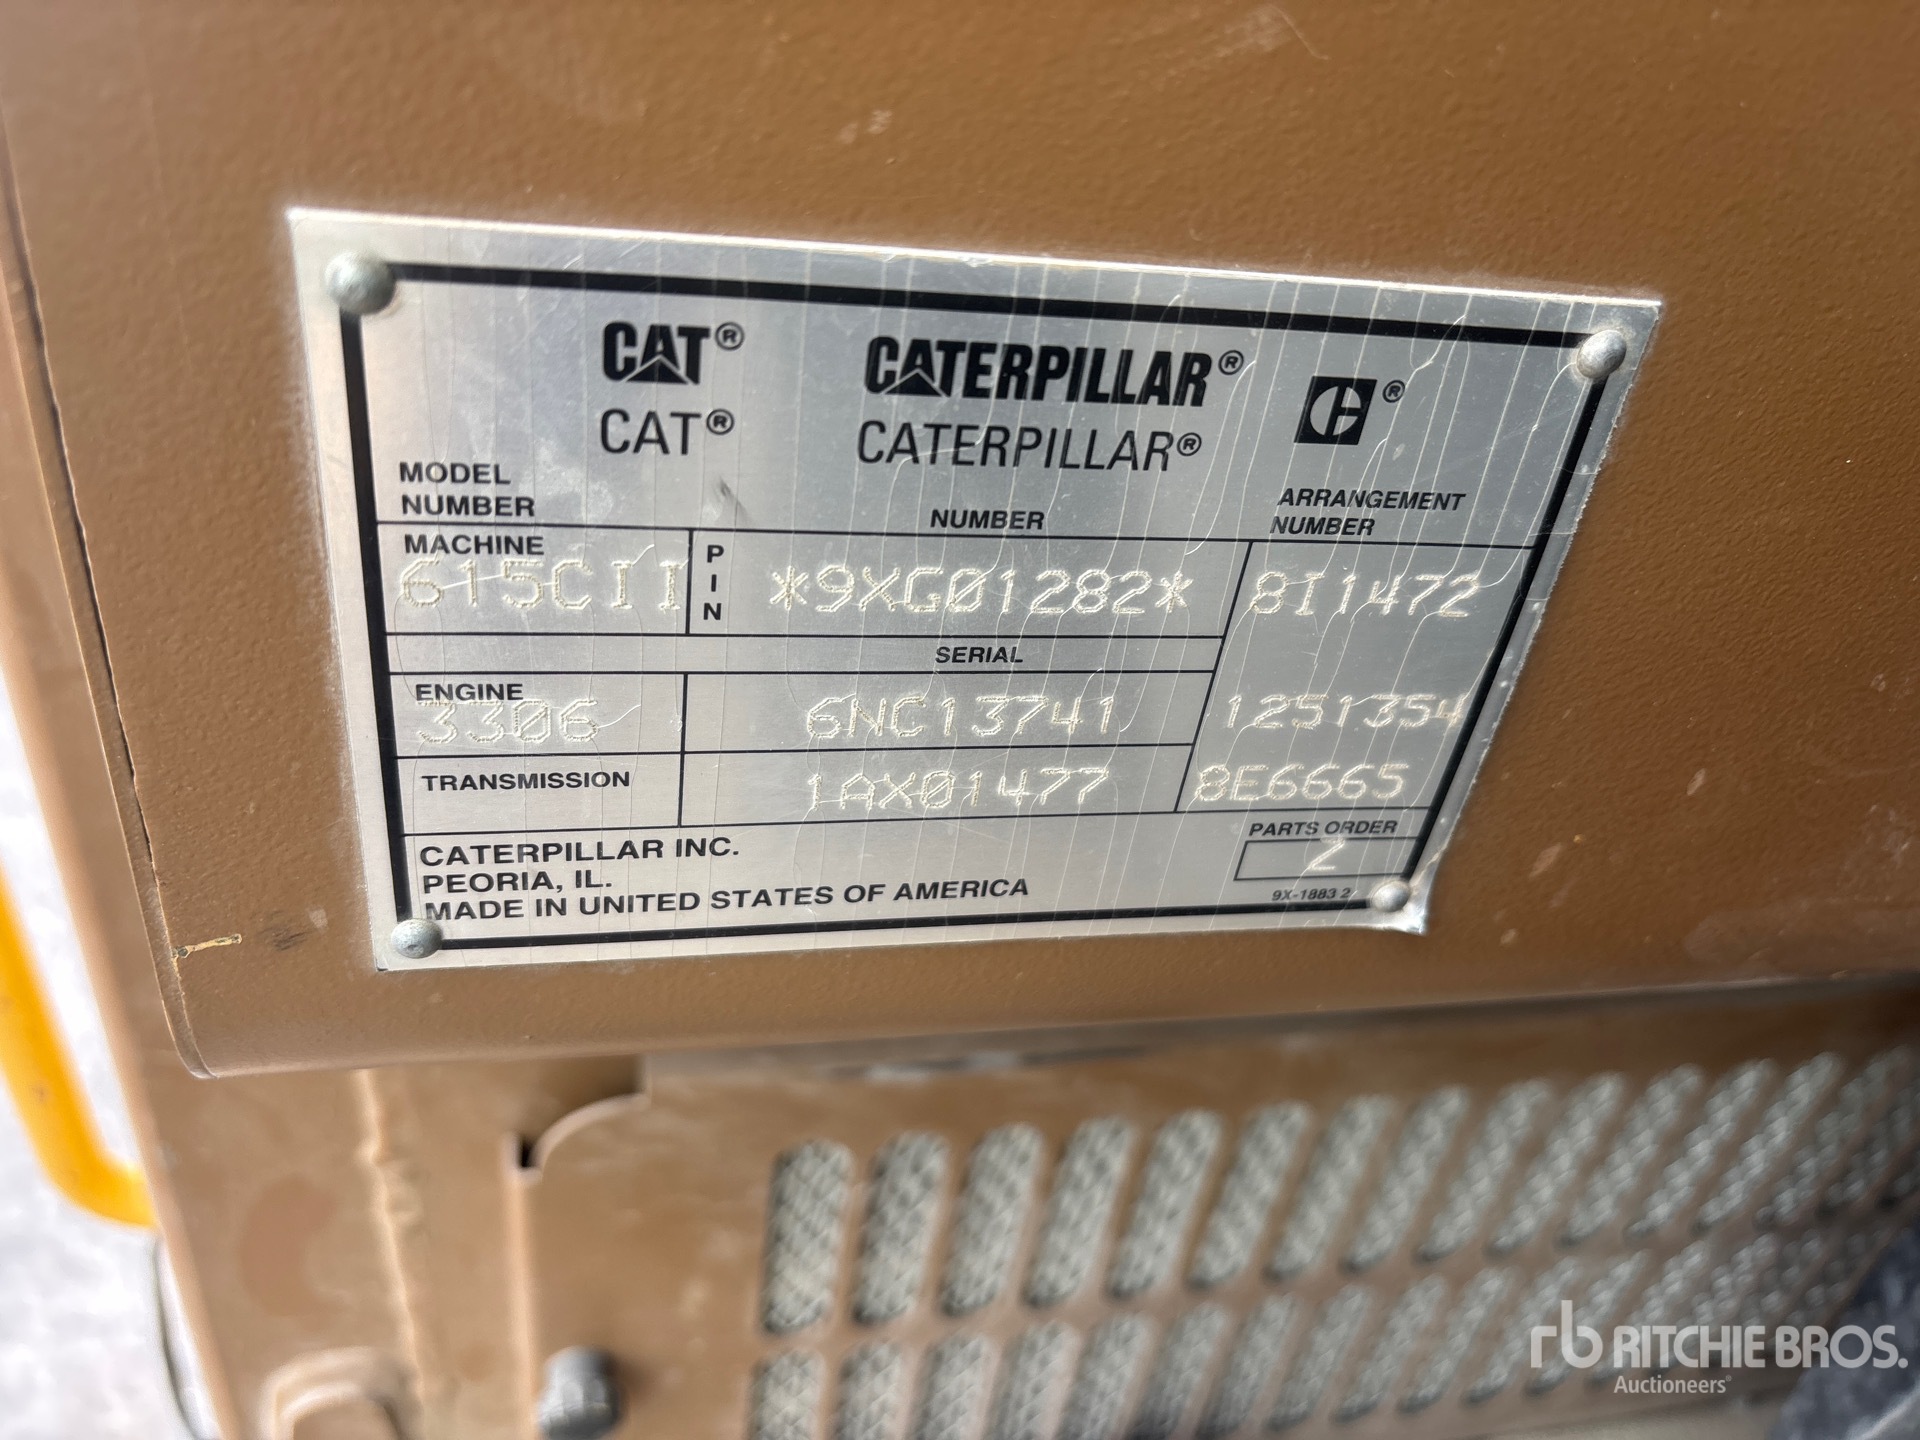 CAT® CATERPILLAR®
CAT® CATERPILLAR®
MODEL NUMBER
NUMBER
ARRANGEMENT NUMBER
MACHINE
615CII
PIN
*9XG01282*
8I1472
SERIAL
ENGINE
3306
6NC13741
1251354
TRANSMISSION
1AX01477
8E6665
CATERPILLAR INC.
PEORIA, IL.
MADE IN UNITED STATES OF AMERICA
PARTS ORDER
2
9X-1883 2
rb RITCHIE BROS.
Auctioneers